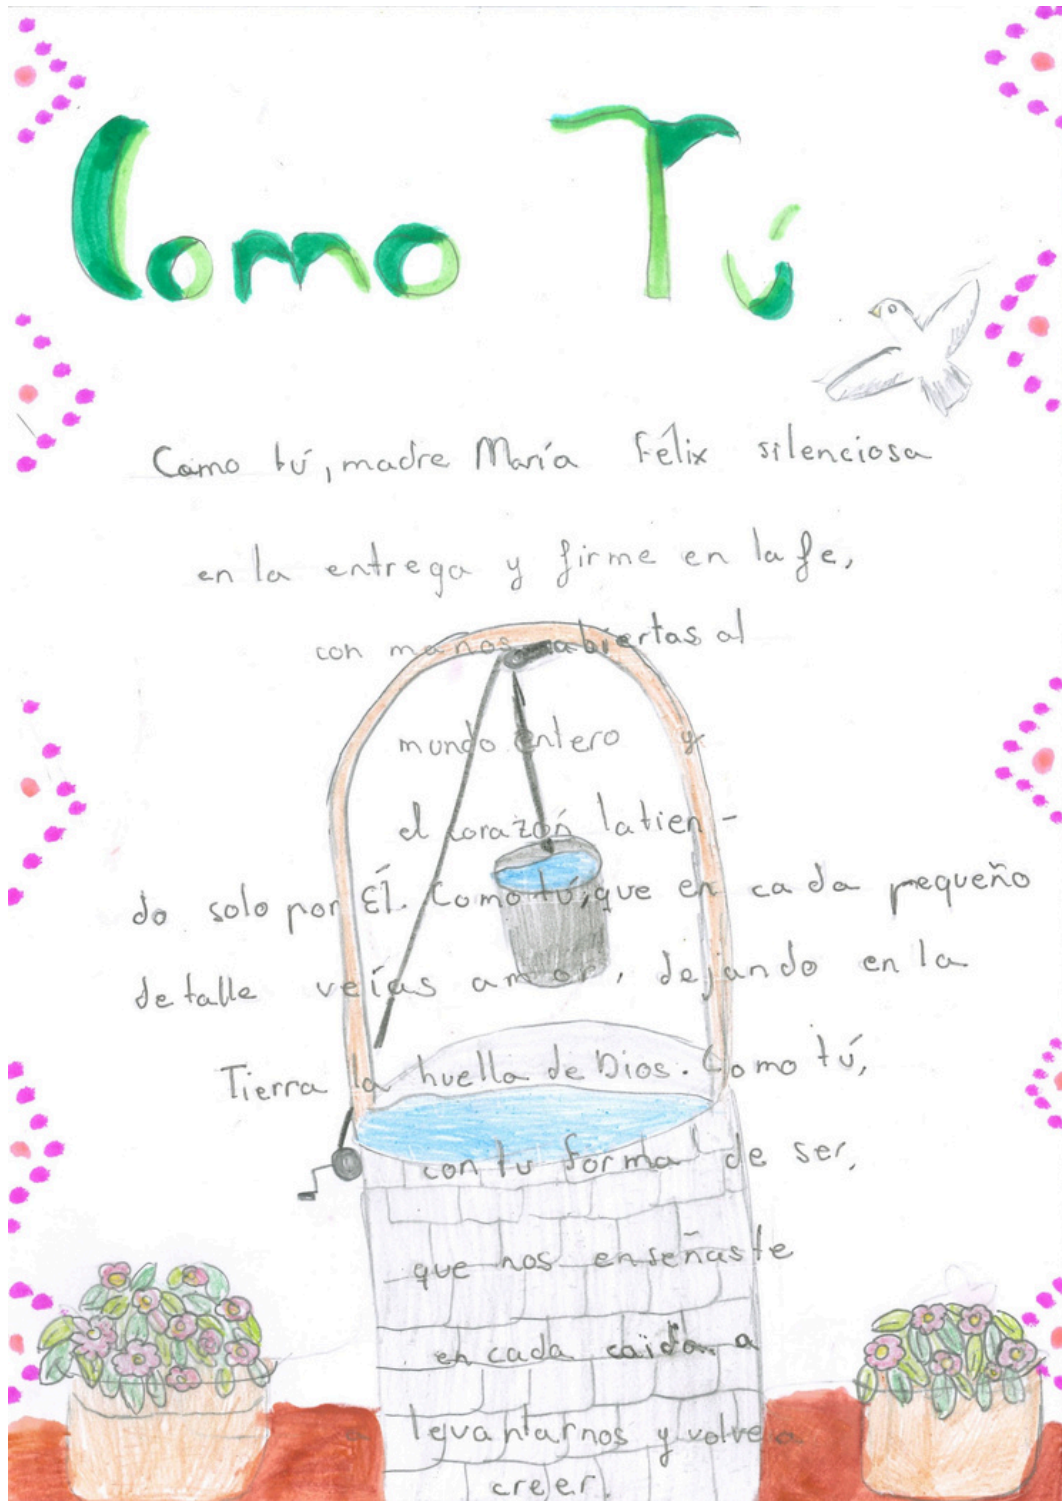 Como Tú
Como tú, madre María Félix silenciosa
en la entrega y firme en la fe,
con manos abiertas al
mundo entero y
el corazón latien-
do solo por Él. Como tú, que en cada pequeño
detalle veías amor, dejando en la
Tierra la huella de Dios. Como tú,
con tu forma de ser,
que nos enseñaste
en cada caída a
levantarnos y volver a
creer.